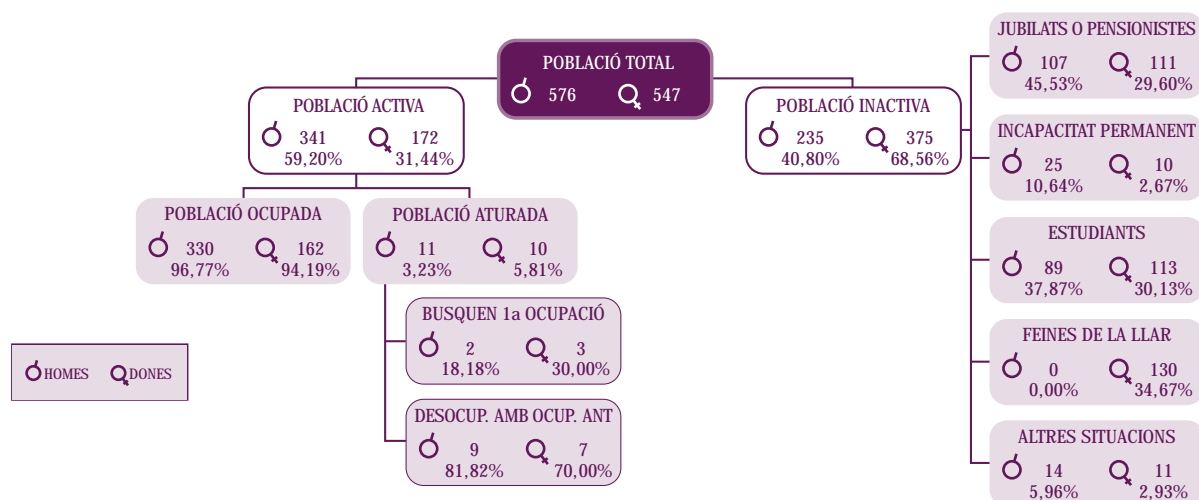 POBLACIÓ TOTAL
576 547
POBLACIÓ ACTIVA
341 172
59,20% 31,44%
POBLACIÓ OCUPADA
330 162
96,77% 94,19%
POBLACIÓ ATURADA
11 10
3,23% 5,81%
BUSQUEN 1a OCUPACIÓ
2 3
18,18% 30,00%
DESOCUP. AMB OCUP. ANT
9 7
81,82% 70,00%
POBLACIÓ INACTIVA
235 375
40,80% 68,56%
JUBILATS O PENSIONISTES
107 111
45,53% 29,60%
INCAPACITAT PERMANENT
25 10
10,64% 2,67%
ESTUDIANTS
89 113
37,87% 30,13%
FEINES DE LA LLAR
0 130
0,00% 34,67%
ALTRES SITUACIONS
14 11
5,96% 2,93%
HOMES DONES